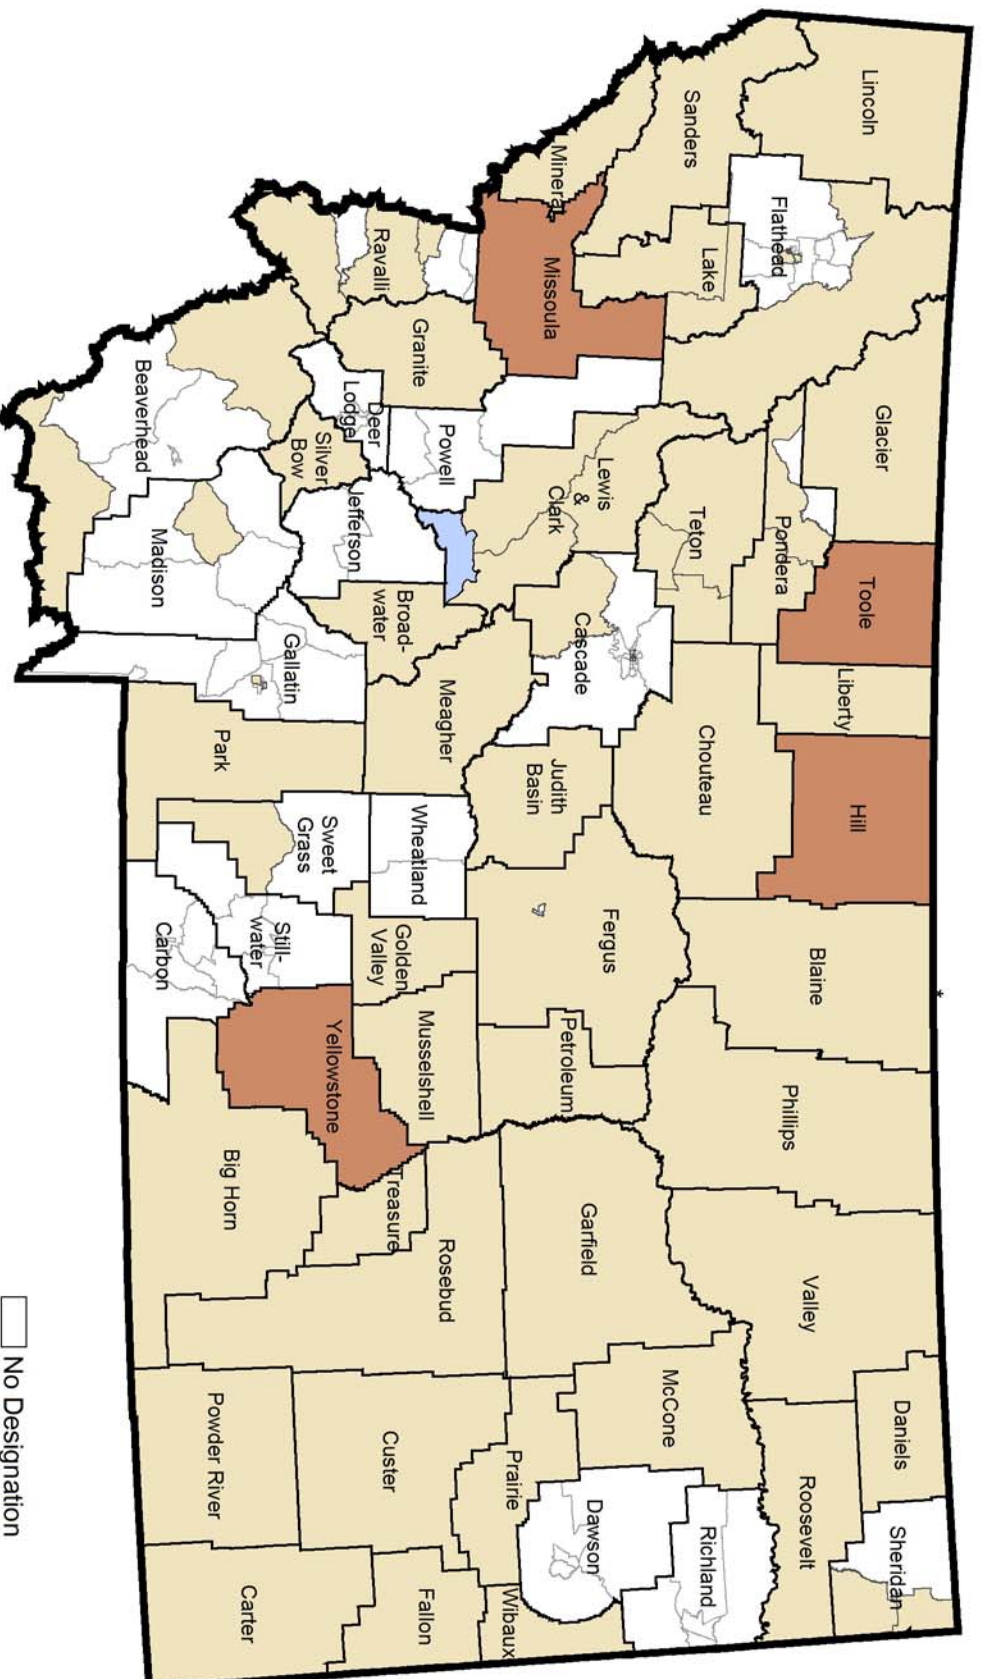 Lincoln
Sanders
Flathead
Glacier
Mineral
Lake
Missoula
Toole
Pondera
Teton
Liberty
Hill
Ravalli
Granite
Powell
Lewis
&
Clark
Cascade
Chouteau
Blaine
*
Phillips
Valley
Daniels
Sheridan
Roosevelt
Deer
Lodge
Silver
Bow
Jefferson
Broad-
water
Meagher
Judith
Basin
Fergus
Petroleum
Garfield
McCone
Richland
Dawson
Beaverhead
Madison
Gallatin
Park
Sweet
Grass
Wheatland
Golden
Valley
Musselshell
Still-
water
Carbon
Yellowstone
Treasure
Big Horn
Rosebud
Prairie
Wibaux
Custer
Fallon
Powder River
Carter
No Designation